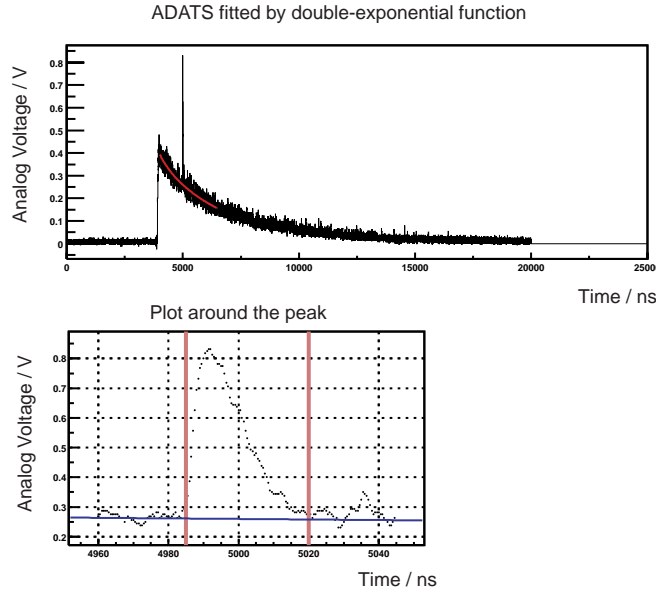 ADATS fitted by double-exponential function
Analog Voltage / V
0.8
0.7
0.6
0.5
0.4
0.3
0.2
0.1
0
0 5000 10000 15000 20000 2500
Time / ns
Plot around the peak
Analog Voltage / V
0.8
0.7
0.6
0.5
0.4
0.3
0.2
4960 4980 5000 5020 5040
Time / ns